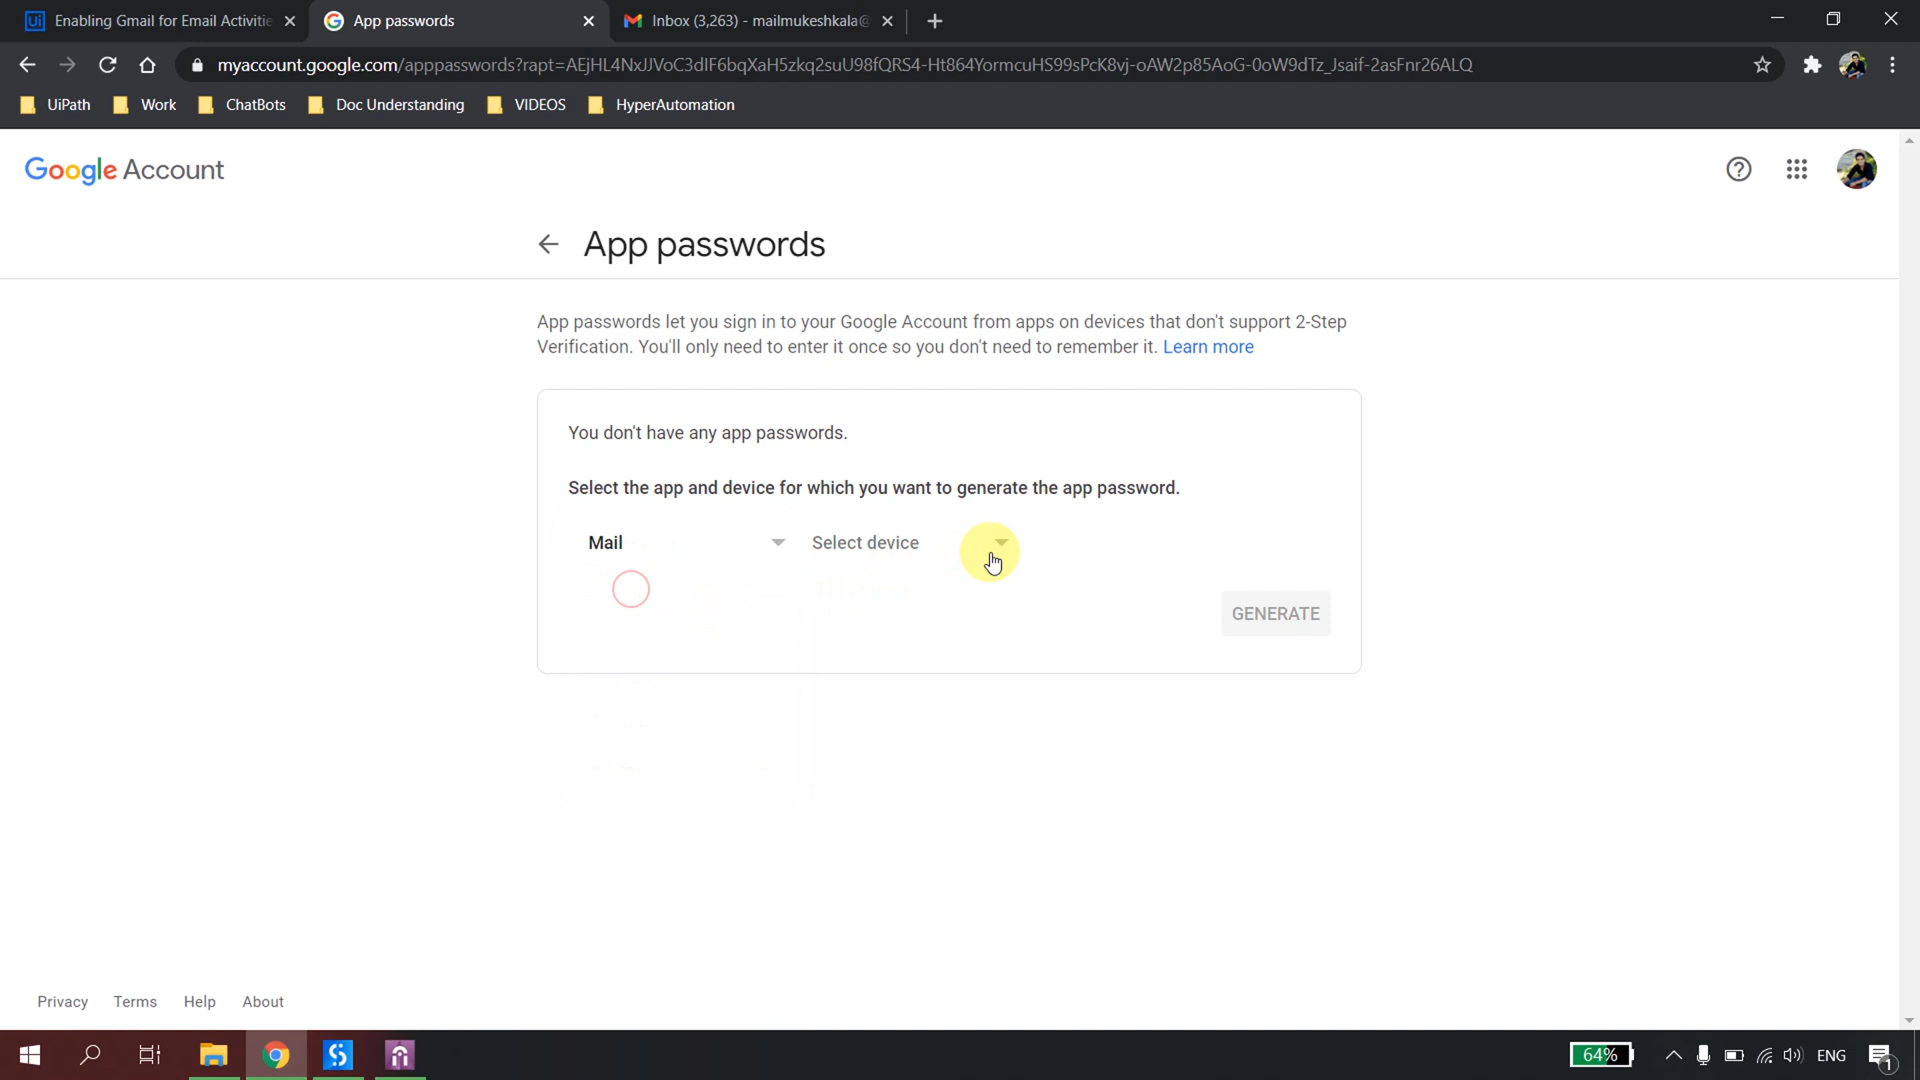 Enabling Gmail for Email Activitie
App passwords
Inbox (3,263) - mailmukeshkala@
myaccount.google.com/apppasswords?rapt=AEjHL4NxJJVoC3dIF6bqXaH5zkq2suU98fQRS4-Ht864YormcuHS99sPcK8vj-oAW2p85AoG-0oW9dTz_Jsaif-2asFnr26ALQ
UiPath
Work
ChatBots
Doc Understanding
VIDEOS
HyperAutomation
Google Account
App passwords
App passwords let you sign in to your Google Account from apps on devices that don't support 2-Step
Verification. You'll only need to enter it once so you don't need to remember it. Learn more
You don't have any app passwords.
Select the app and device for which you want to generate the app password.
Mail
Select device
GENERATE
Privacy
Terms
Help
About
64%
ENG
1